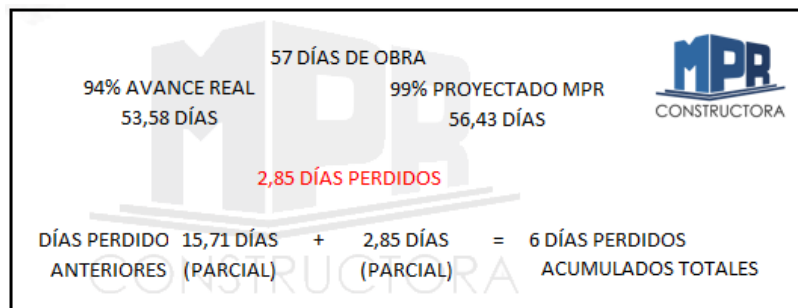 57 DÍAS DE OBRA
94% AVANCE REAL 99% PROYECTADO MPR
53,58 DÍAS 56,43 DÍAS
MPR
CONSTRUCTORA
2,85 DÍAS PERDIDOS
DÍAS PERDIDO 15,71 DÍAS + 2,85 DÍAS = 6 DÍAS PERDIDOS
ANTERIORES (PARCIAL) (PARCIAL) ACUMULADOS TOTALES
MPR
CONSTRUCTORA